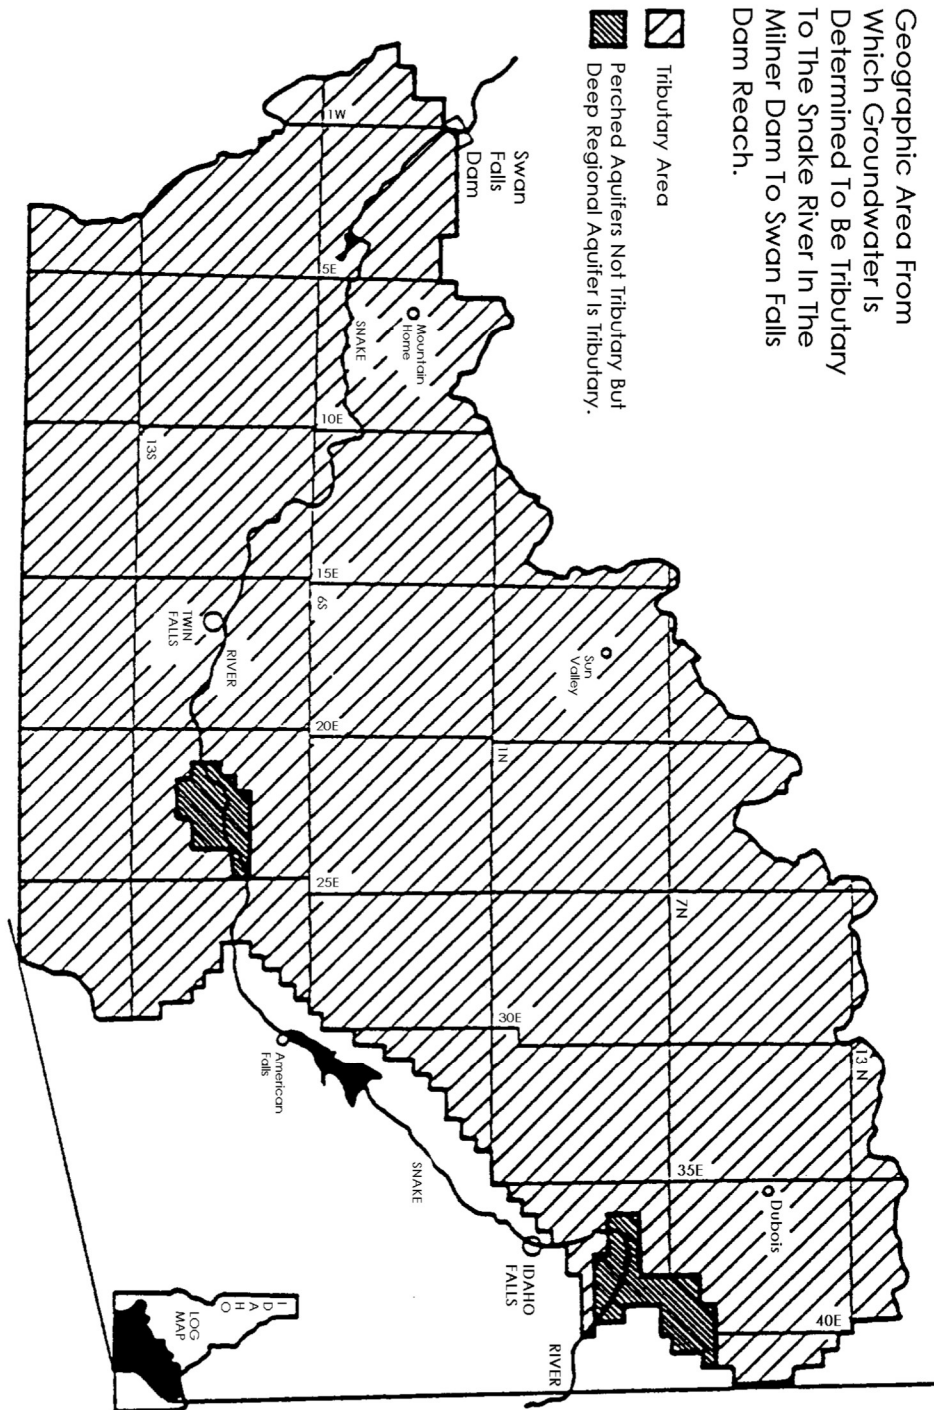 Geographic Area From
Which Groundwater Is
Determined To Be Tributary
To The Snake River In The
Milner Dam To Swan Falls
Dam Reach.
Tributary Area
Perched Aquifers Not Tributary But
Deep Regional Aquifer Is Tributary.
Swan
Falls
Dam
1W
5E
Mountain
Home
SNAKE
10E
13S
15E
6S
Sun
Valley
TWIN
FALLS
RIVER
20E
1N
25E
7N
30E
13N
American
Falls
SNAKE
35E
Dubois
IDAHO
FALLS
40E
RIVER
IDAHO
LOG
MAP